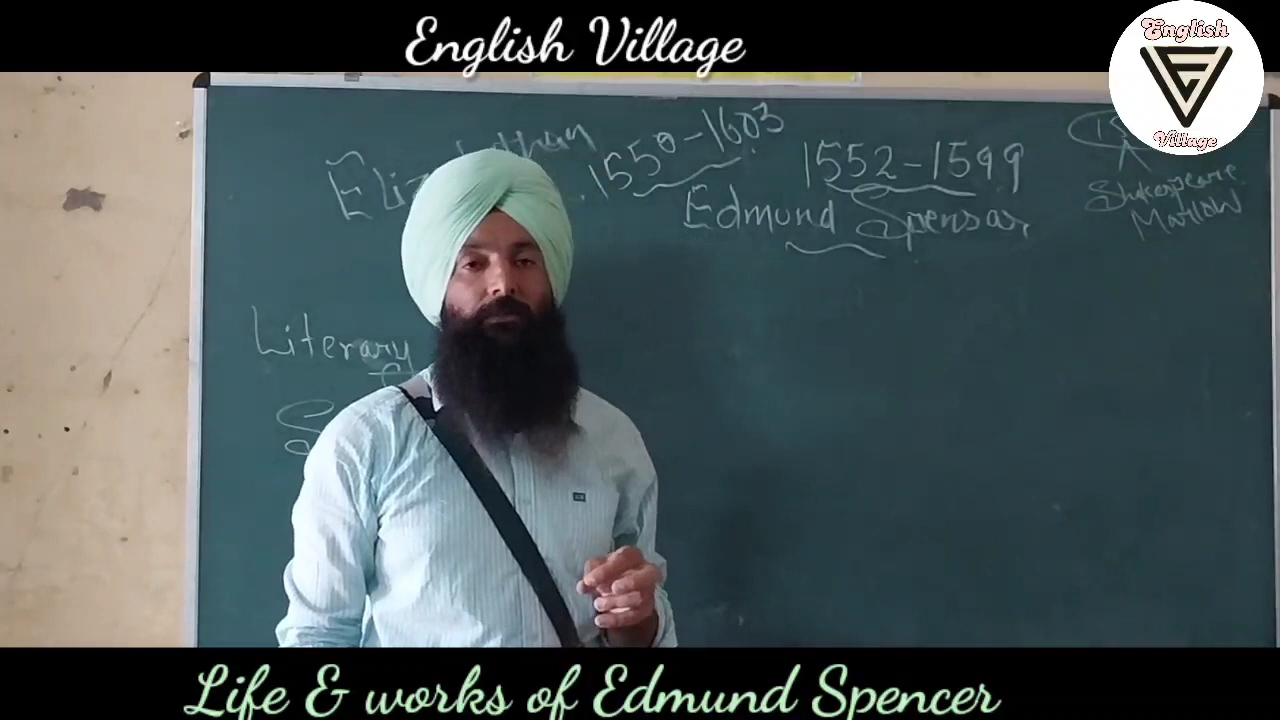 English Village
English
Village
1550-1603
1552-1599
Edmund Spensar
Shakespeare
Marlow
Literary
Life & works of Edmund Spencer